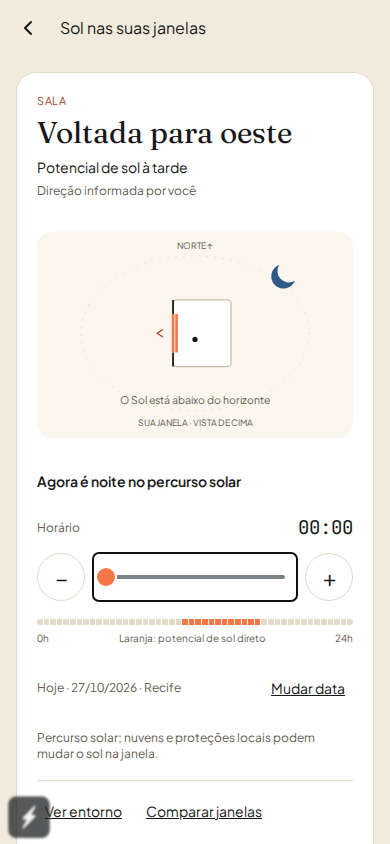 Sol nas suas janelas
SALA
Voltada para oeste
Potencial de sol à tarde
Direção informada por você
NORTE↑
O Sol está abaixo do horizonte
SUA JANELA · VISTA DE CIMA
Agora é noite no percurso solar
Horário
00:00
−
+
0h
Laranja: potencial de sol direto
24h
Hoje · 27/10/2026 · Recife
Mudar data
Percurso solar; nuvens e proteções locais podem
mudar o sol na janela.
Ver entorno
Comparar janelas